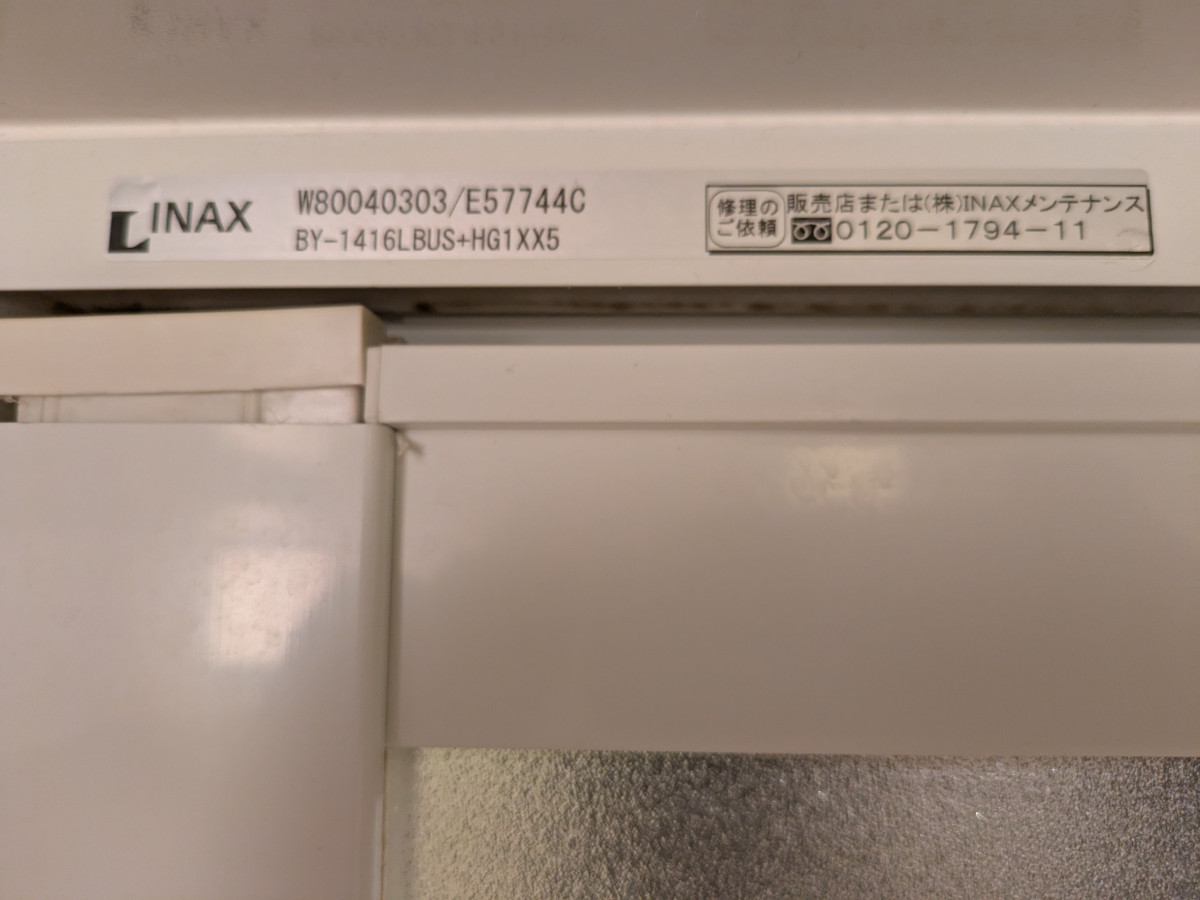 INAX
W80040303/E57744C
BY-1416LBUS+HG1XX5
修理の
ご依頼
販売店または(株)INAXメンテナンス
0120-1794-11